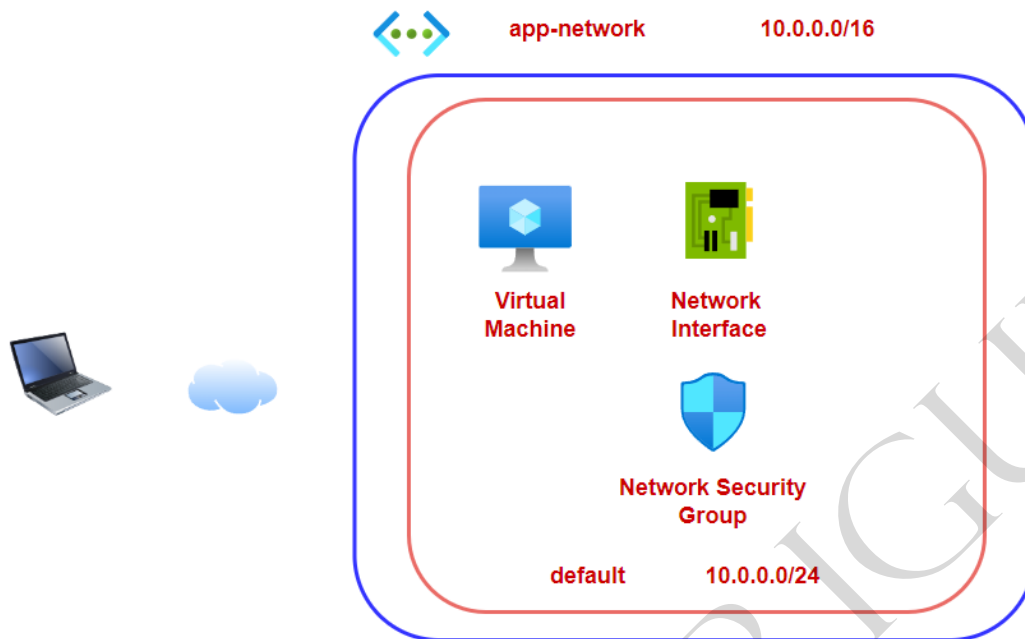 app-network 10.0.0.0/16
Virtual
Machine
Network
Interface
Network Security
Group
default 10.0.0.0/24